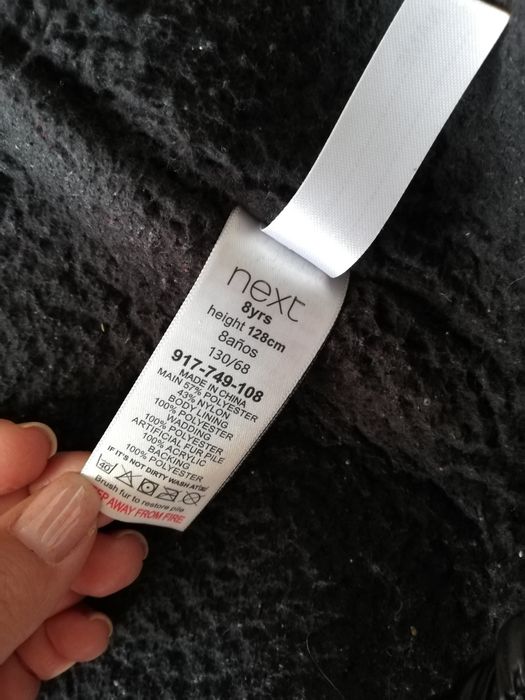 next
8yrs
height 128cm
8años
130/68
917-749-108
MADE IN CHINA
MAIN 57% POLYESTER
43% NYLON
BODY LINING
100% POLYESTER
WADDING
100% POLYESTER
ARTIFICIAL FUR PILE
100% ACRYLIC
BACKING
100% POLYESTER
IF IT'S NOT DIRTY WASH AT30
40
Brush fur to restore pile
AWAY FROM FIRE